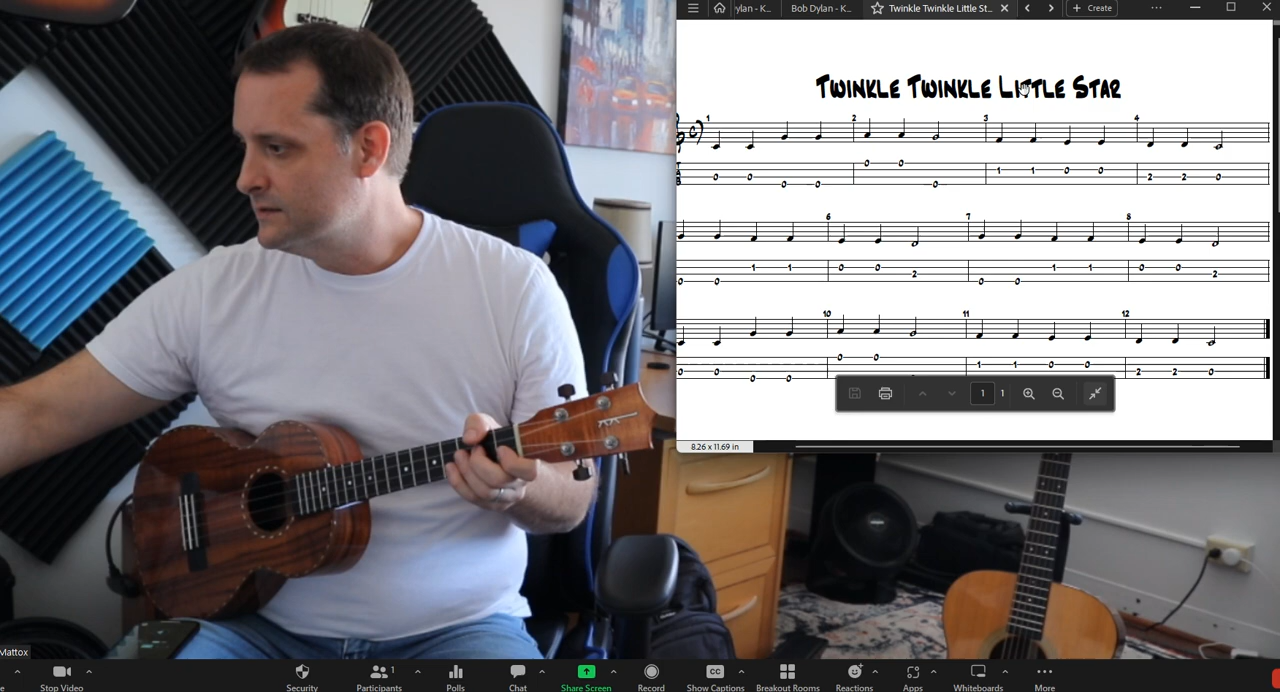 ylan - K...
Bob Dylan - K...
Twinkle Twinkle Little St...
Create
Twinkle Twinkle Little Star
1 2 3 4
0 0 0 0 0 0 0 1 1 0 0 2 2 0
6 7 8
0 0 1 1 0 0 2 0 0 1 1 0 0 2
10 11 12
0 0 0 0 0 0 1 1 0 0 2 2 0
1 1
8.26 x 11.69 in
Mattox
e
Stop Video
Security
Participants 1
Polls
Chat
Share Screen
Record
CC
Show Captions
Breakout Rooms
Reactions
Apps
Whiteboards
More